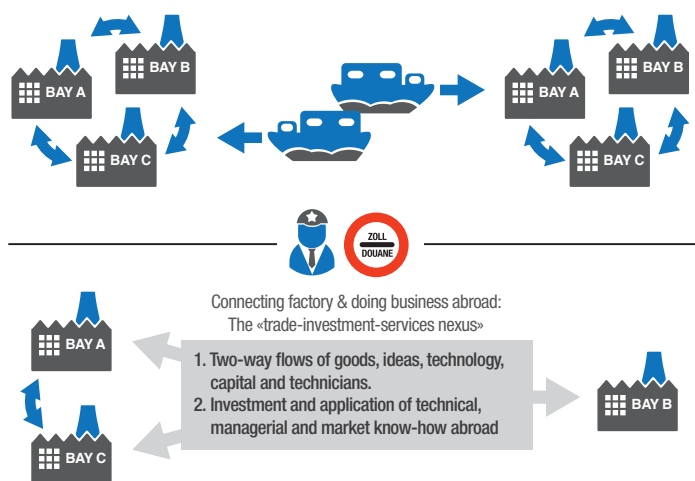 BAY B
BAY A
BAY C
BAY B
BAY A
BAY C
ZOLL
DOUANE
Connecting factory & doing business abroad:
The «trade-investment-services nexus»
BAY A
1. Two-way flows of goods, ideas, technology,
capital and technicians.
2. Investment and application of technical,
managerial and market know-how abroad
BAY B
BAY C